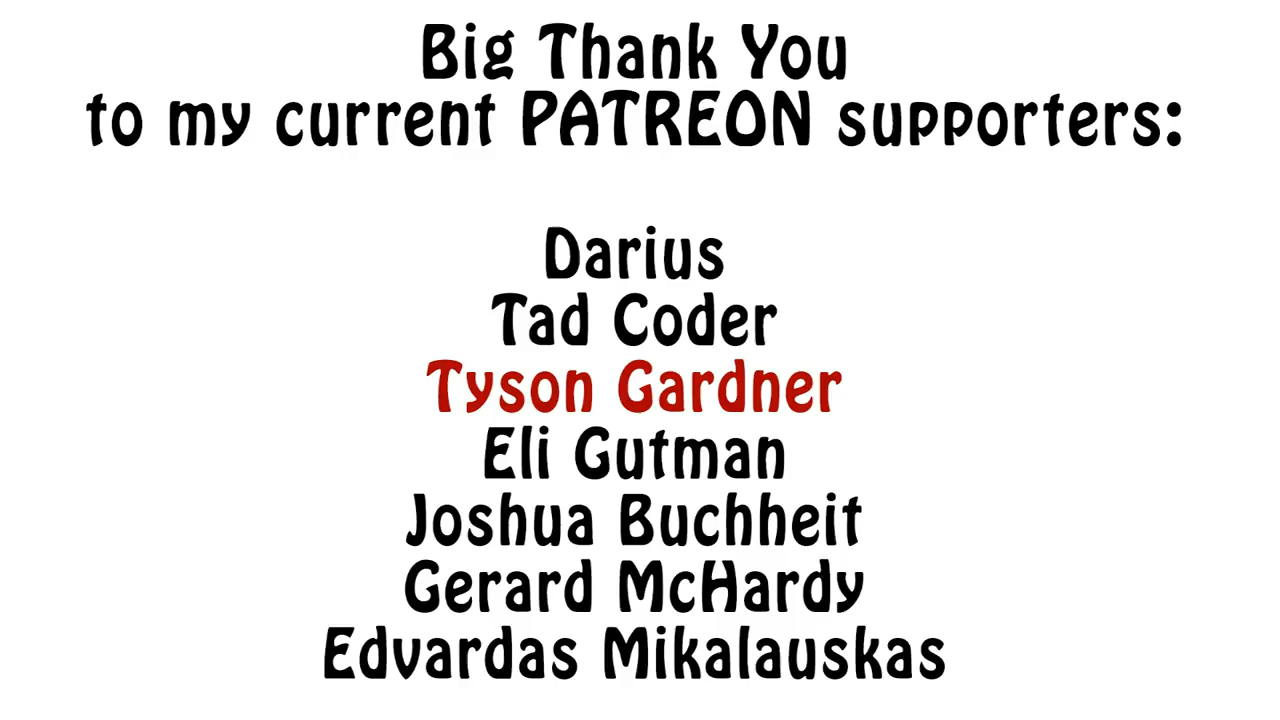 Big Thank You
to my current PATREON supporters:
Darius
Tad Coder
Tyson Gardner
Eli Gutman
Joshua Buchheit
Gerard McHardy
Edvardas Mikalauskas